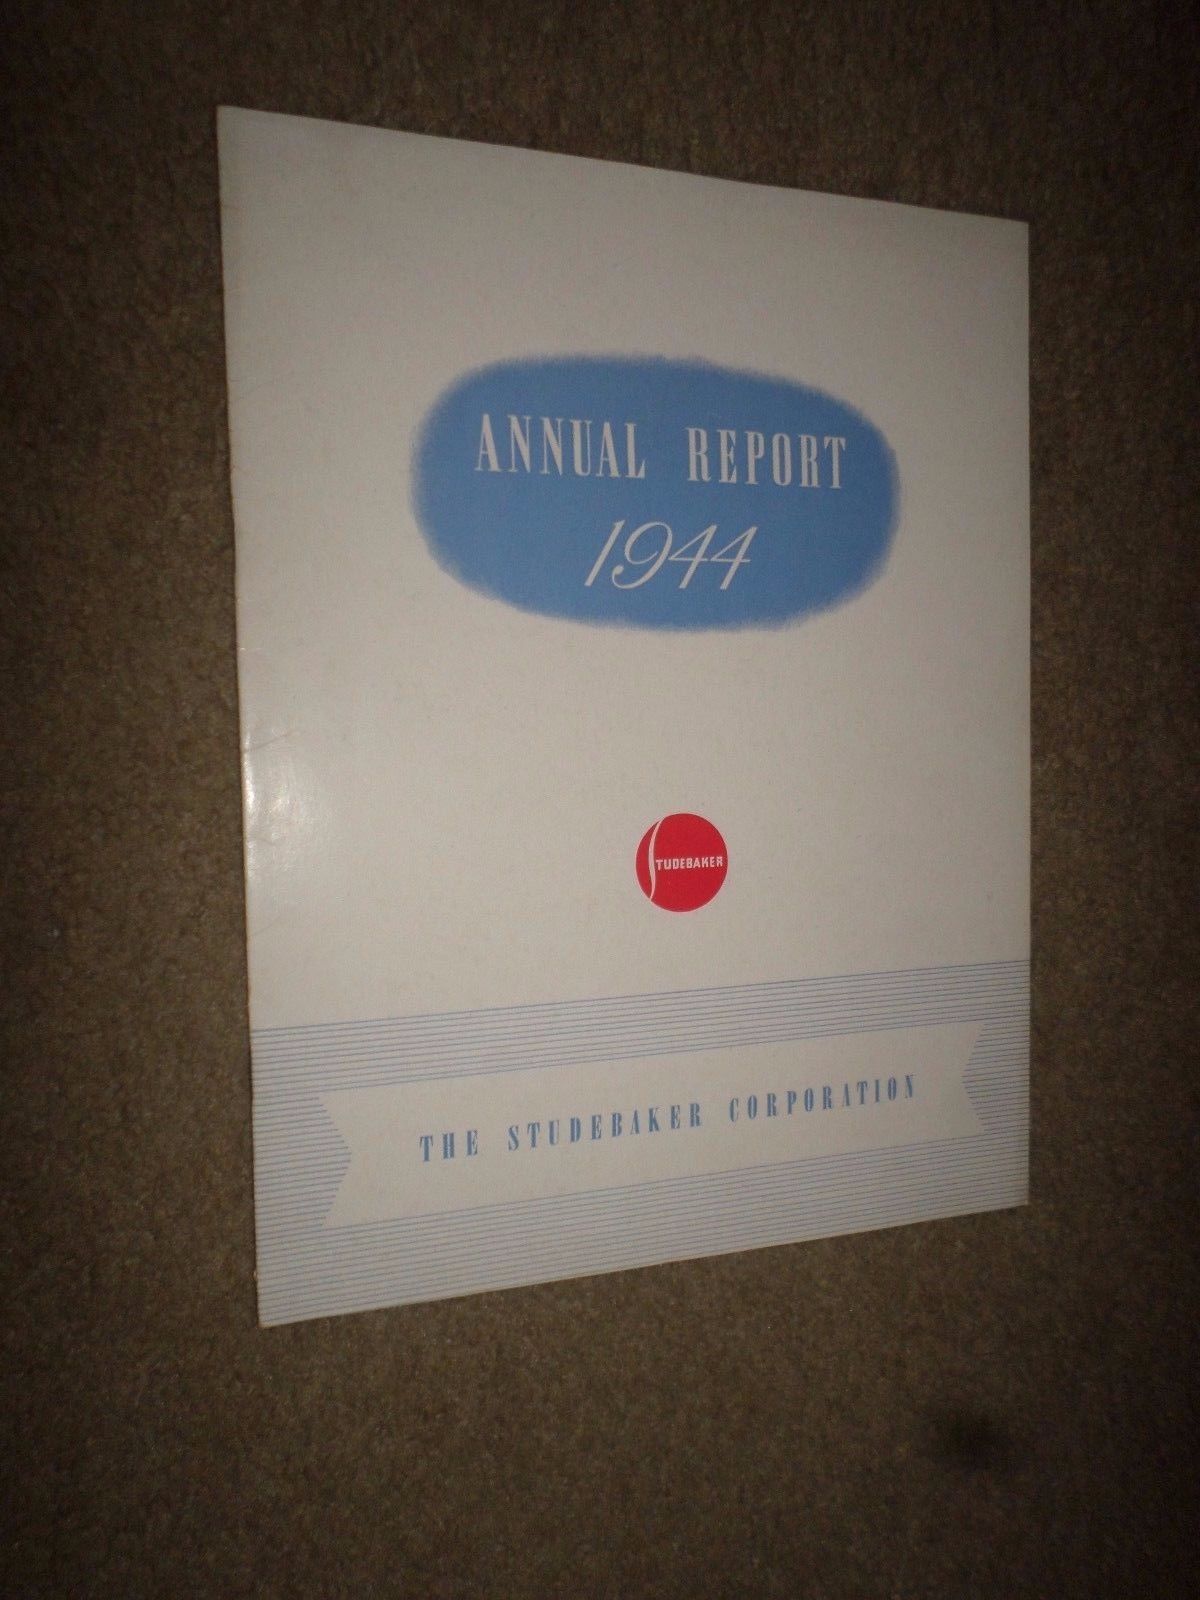 ANNUAL REPORT
1944
STUDEBAKER
THE STUDEBAKER CORPORATION